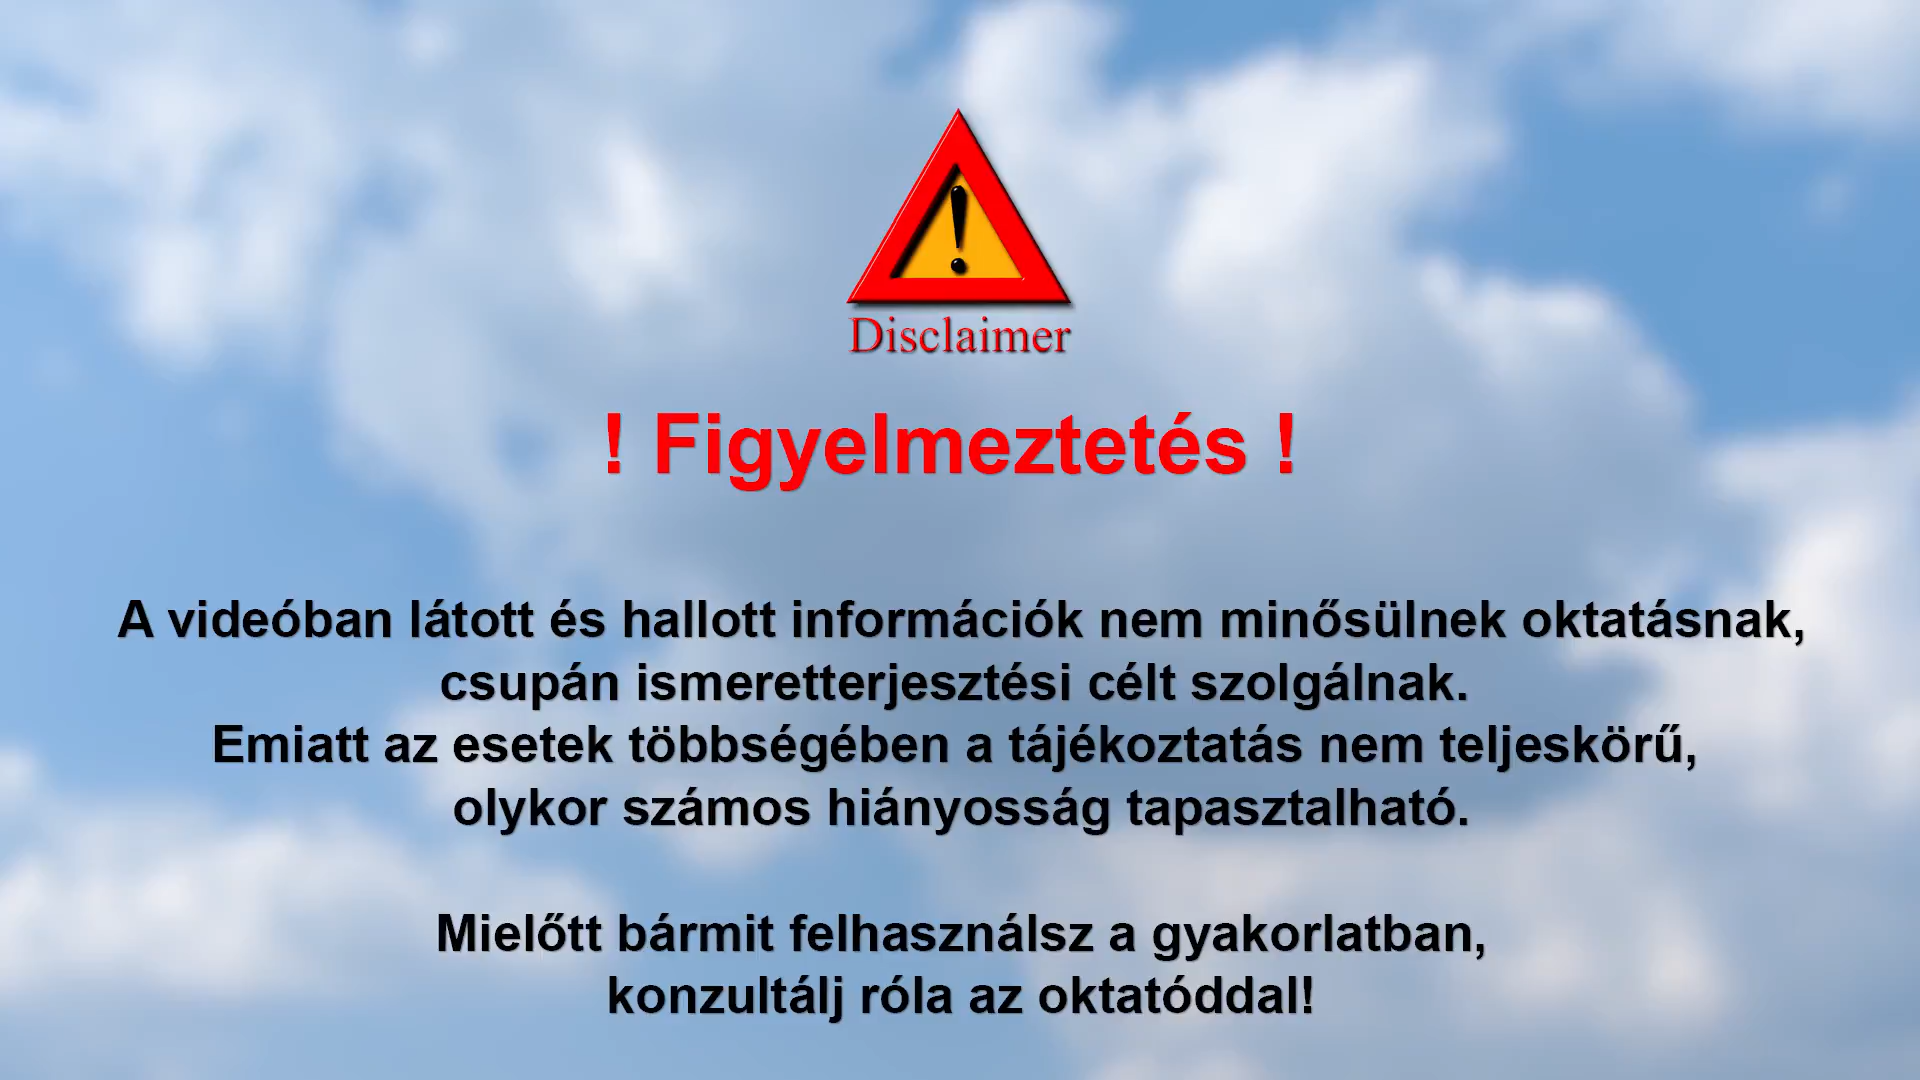 Disclaimer
! Figyelmeztetés !
A videóban látott és hallott információk nem minősülnek oktatásnak,
csupán ismeretterjesztési célt szolgálnak.
Emiatt az esetek többségében a tájékoztatás nem teljeskörű,
olykor számos hiányosság tapasztalható.
Mielőtt bármit felhasználsz a gyakorlatban,
konzultálj róla az oktatóddal!